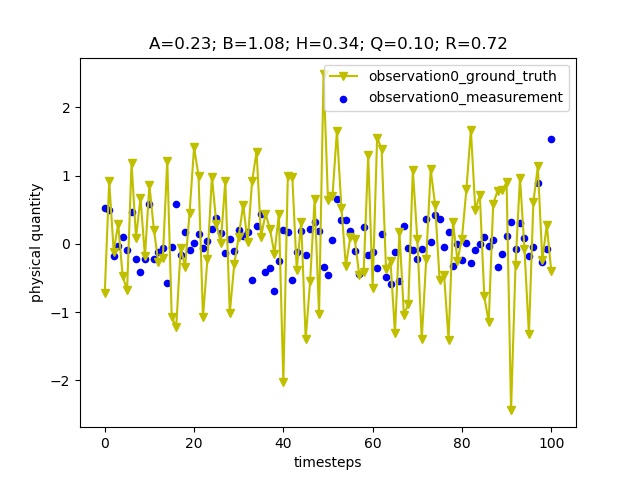 A=0.23; B=1.08; H=0.34; Q=0.10; R=0.72
observation0_ground_truth
observation0_measurement
physical quantity
2
1
0
−1
−2
0 20 40 60 80 100
timesteps